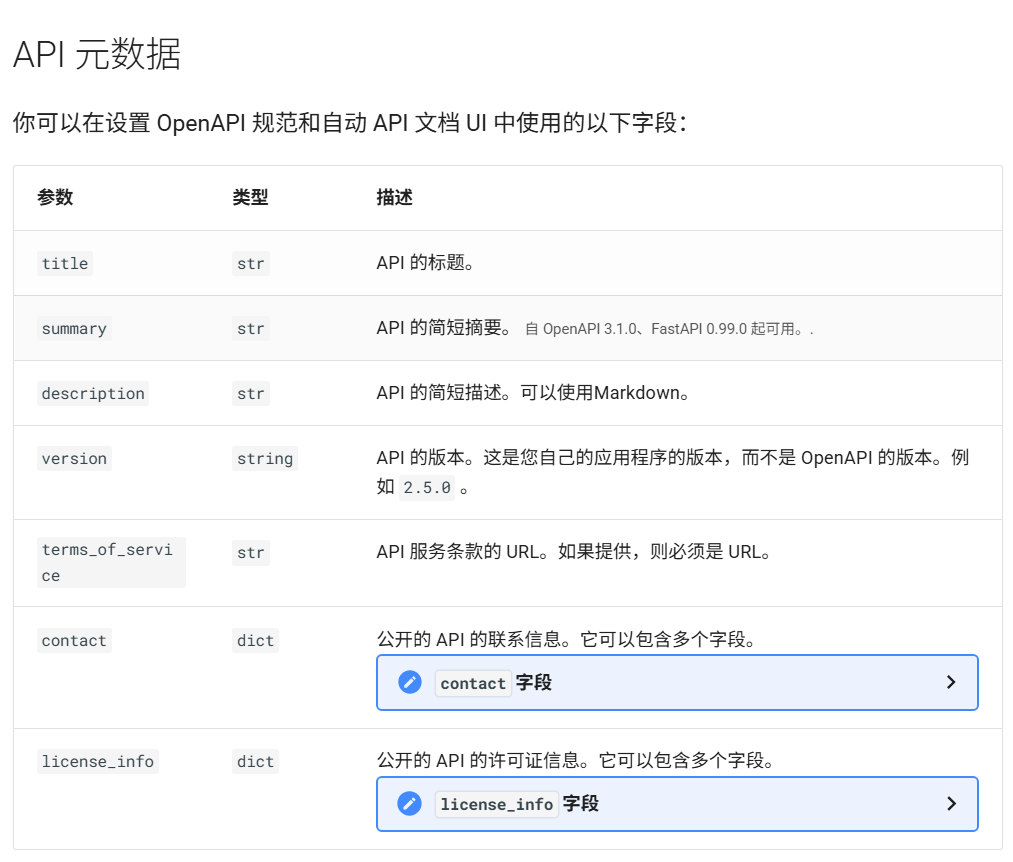 API 元数据
你可以在设置 OpenAPI 规范和自动 API 文档 UI 中使用的以下字段：
参数 类型 描述
title str API 的标题。
summary str API 的简短摘要。 自 OpenAPI 3.1.0、FastAPI 0.99.0 起可用。.
description str API 的简短描述。可以使用Markdown。
version string API 的版本。这是您自己的应用程序的版本，而不是 OpenAPI 的版本。例
如 2.5.0 。
terms_of_servi
ce
str API 服务条款的 URL。如果提供，则必须是 URL。
contact dict 公开的 API 的联系信息。它可以包含多个字段。
contact 字段
license_info dict 公开的 API 的许可证信息。它可以包含多个字段。
license_info 字段